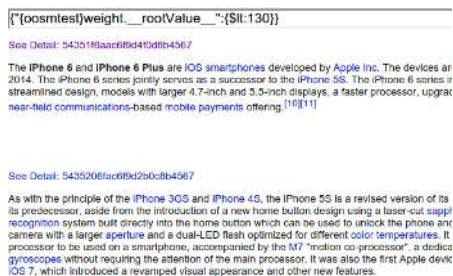 {"{oosmtest}weight.__rootValue__":{$lt:130}}
See Detail: 54351f8aac6f9d4f0d8b4567
The iPhone 6 and iPhone 6 Plus are iOS smartphones developed by Apple Inc. The devices ar
2014. The iPhone 6 series jointly serves as a successor to the iPhone 5S. The iPhone 6 series in
streamlined design, models with larger 4.7-inch and 5.5-inch displays, a faster processor, upgrad
near-field communications-based mobile payments offering.[10][11]
See Detail: 5435206fac6f9d2b0c8b4567
As with the principle of the iPhone 3GS and iPhone 4S, the iPhone 5S is a revised version of its
its predecessor, aside from the introduction of a new home button design using a laser-cut sapph
recognition system built directly into the home button which can be used to unlock the phone and
camera with a larger aperture and a dual-LED flash optimized for different color temperatures. It
processor to be used on a smartphone, accompanied by the M7 "motion co-processor", a dedica
gyroscopes without requiring the attention of the main processor. It was also the first Apple devic
iOS 7, which introduced a revamped visual appearance and other new features.